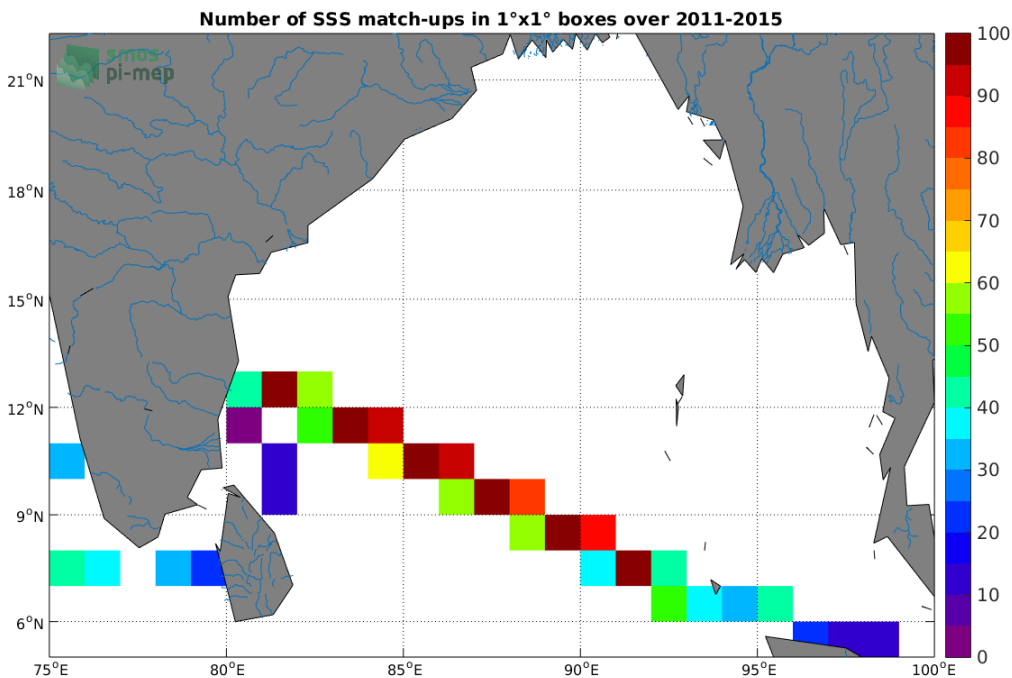 Number of SSS match-ups in 1°x1° boxes over 2011-2015
smos
pi-mep
21°N
18°N
15°N
12°N
9°N
6°N
75°E
80°E
85°E
90°E
95°E
100°E
100
90
80
70
60
50
40
30
20
10
0